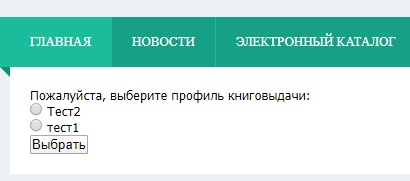 ГЛАВНАЯ НОВОСТИ ЭЛЕКТРОННЫЙ КАТАЛОГ
Пожалуйста, выберите профиль книговыдачи:
Тест2
тест1
Выбрать